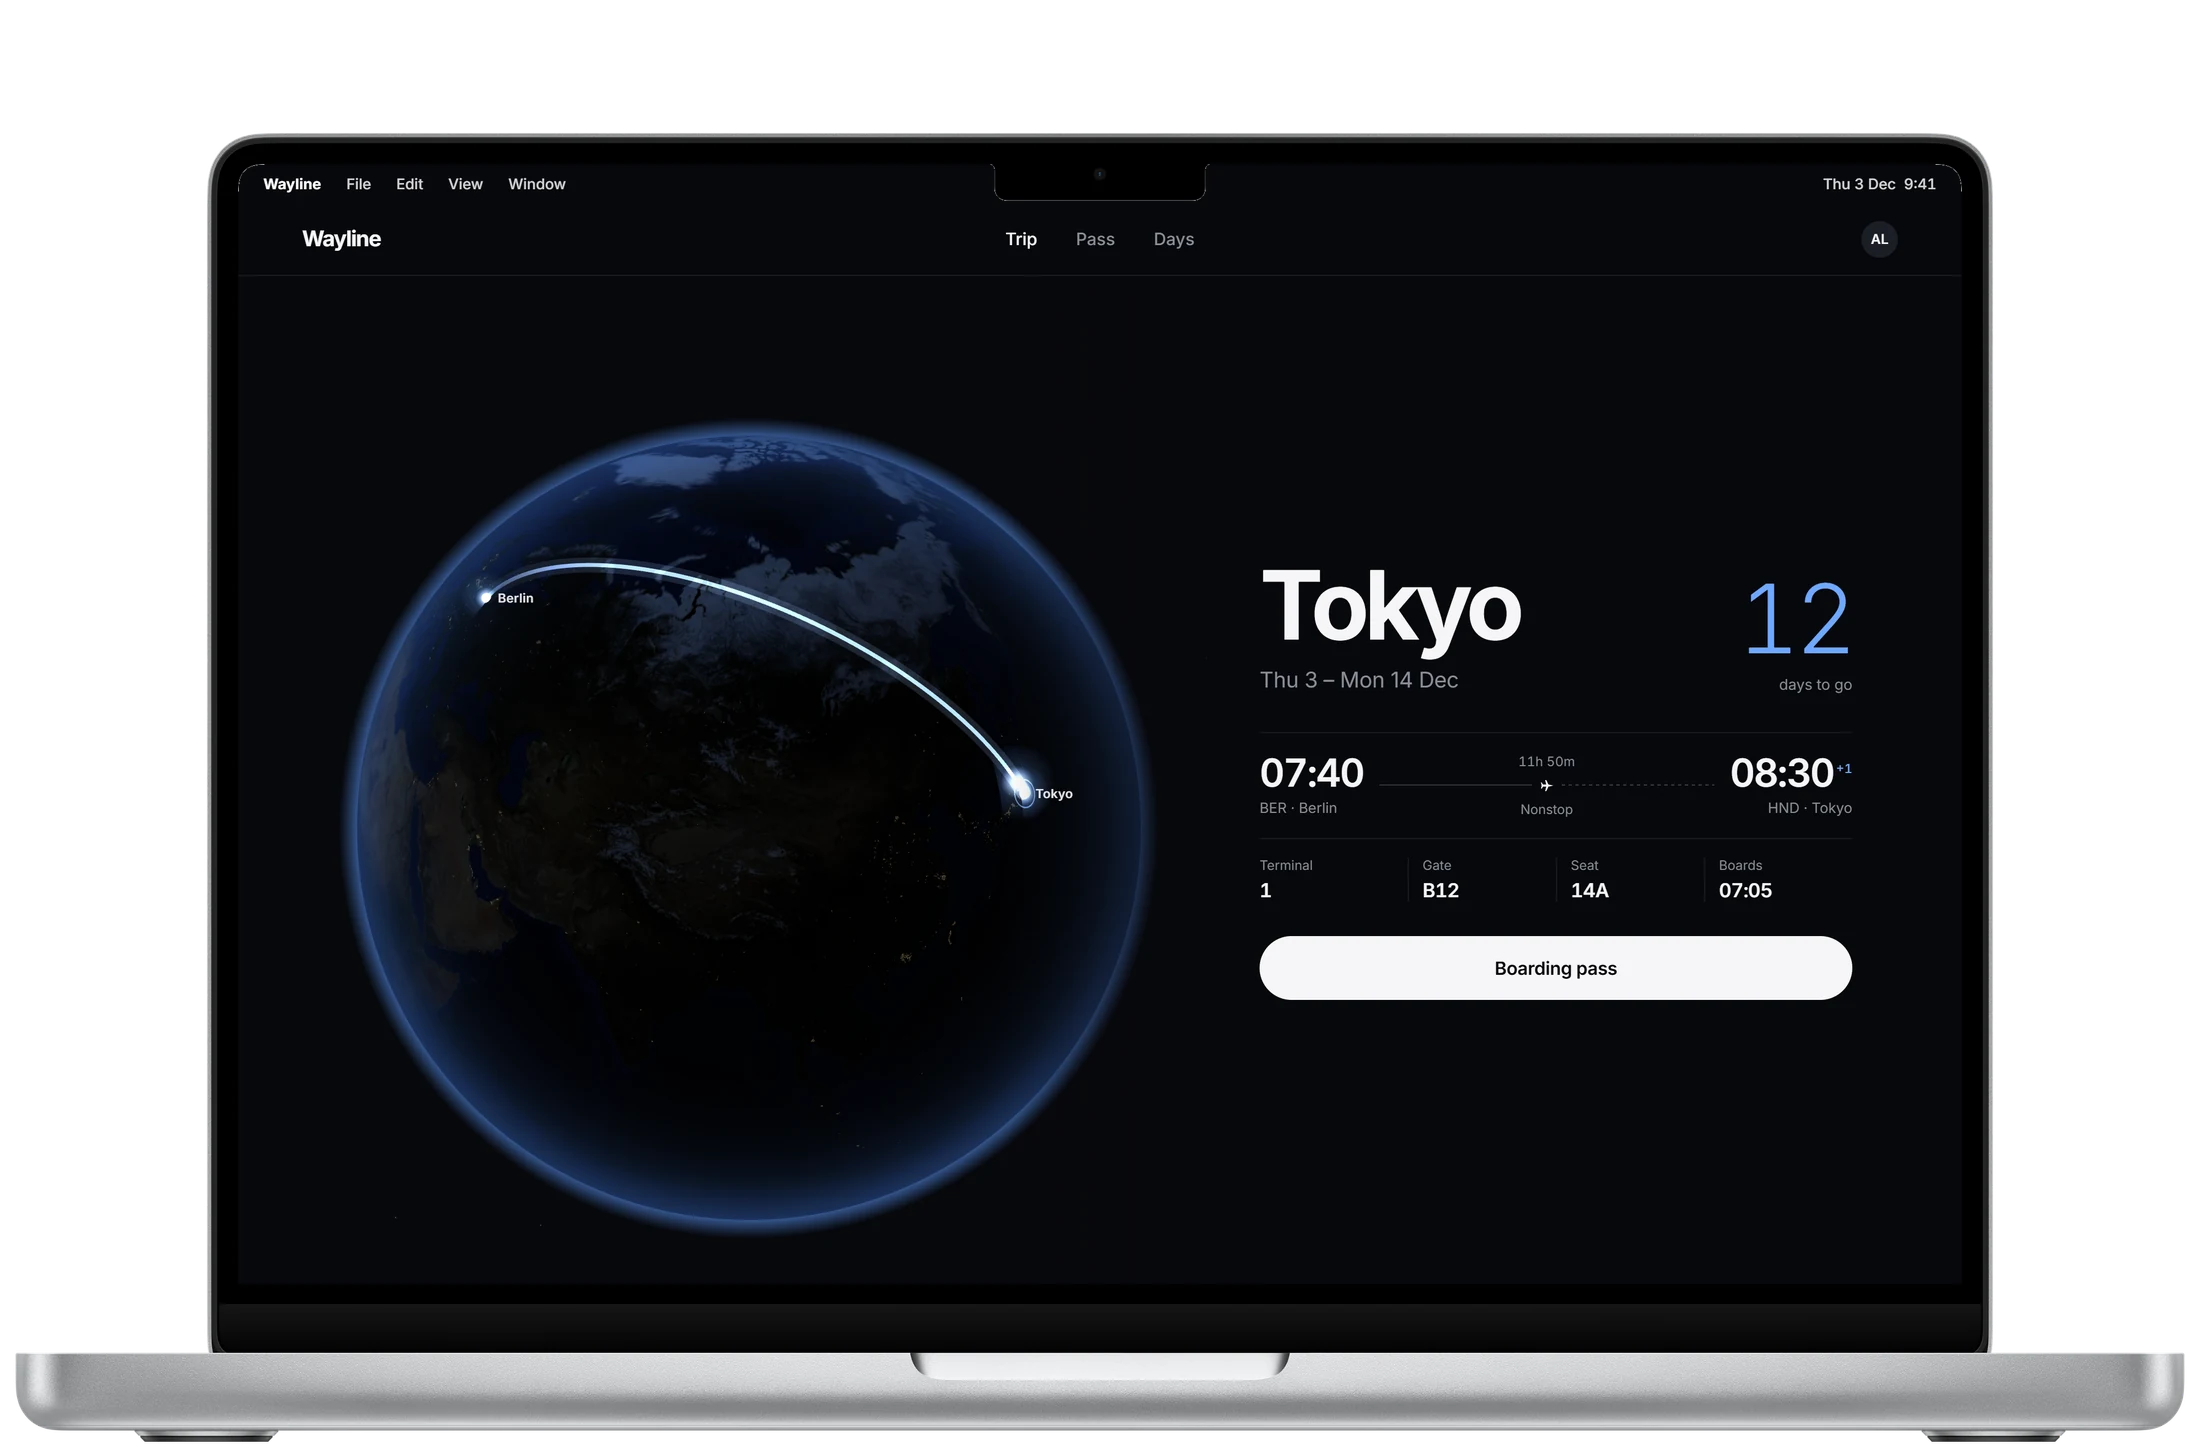 Wayline File Edit View Window
Thu 3 Dec 9:41
Wayline
Trip Pass Days
AL
Berlin
Tokyo
Tokyo
12
Thu 3 – Mon 14 Dec
days to go
07:40
11h 50m
08:30+1
BER · Berlin
Nonstop
HND · Tokyo
Terminal Gate Seat Boards
1 B12 14A 07:05
Boarding pass